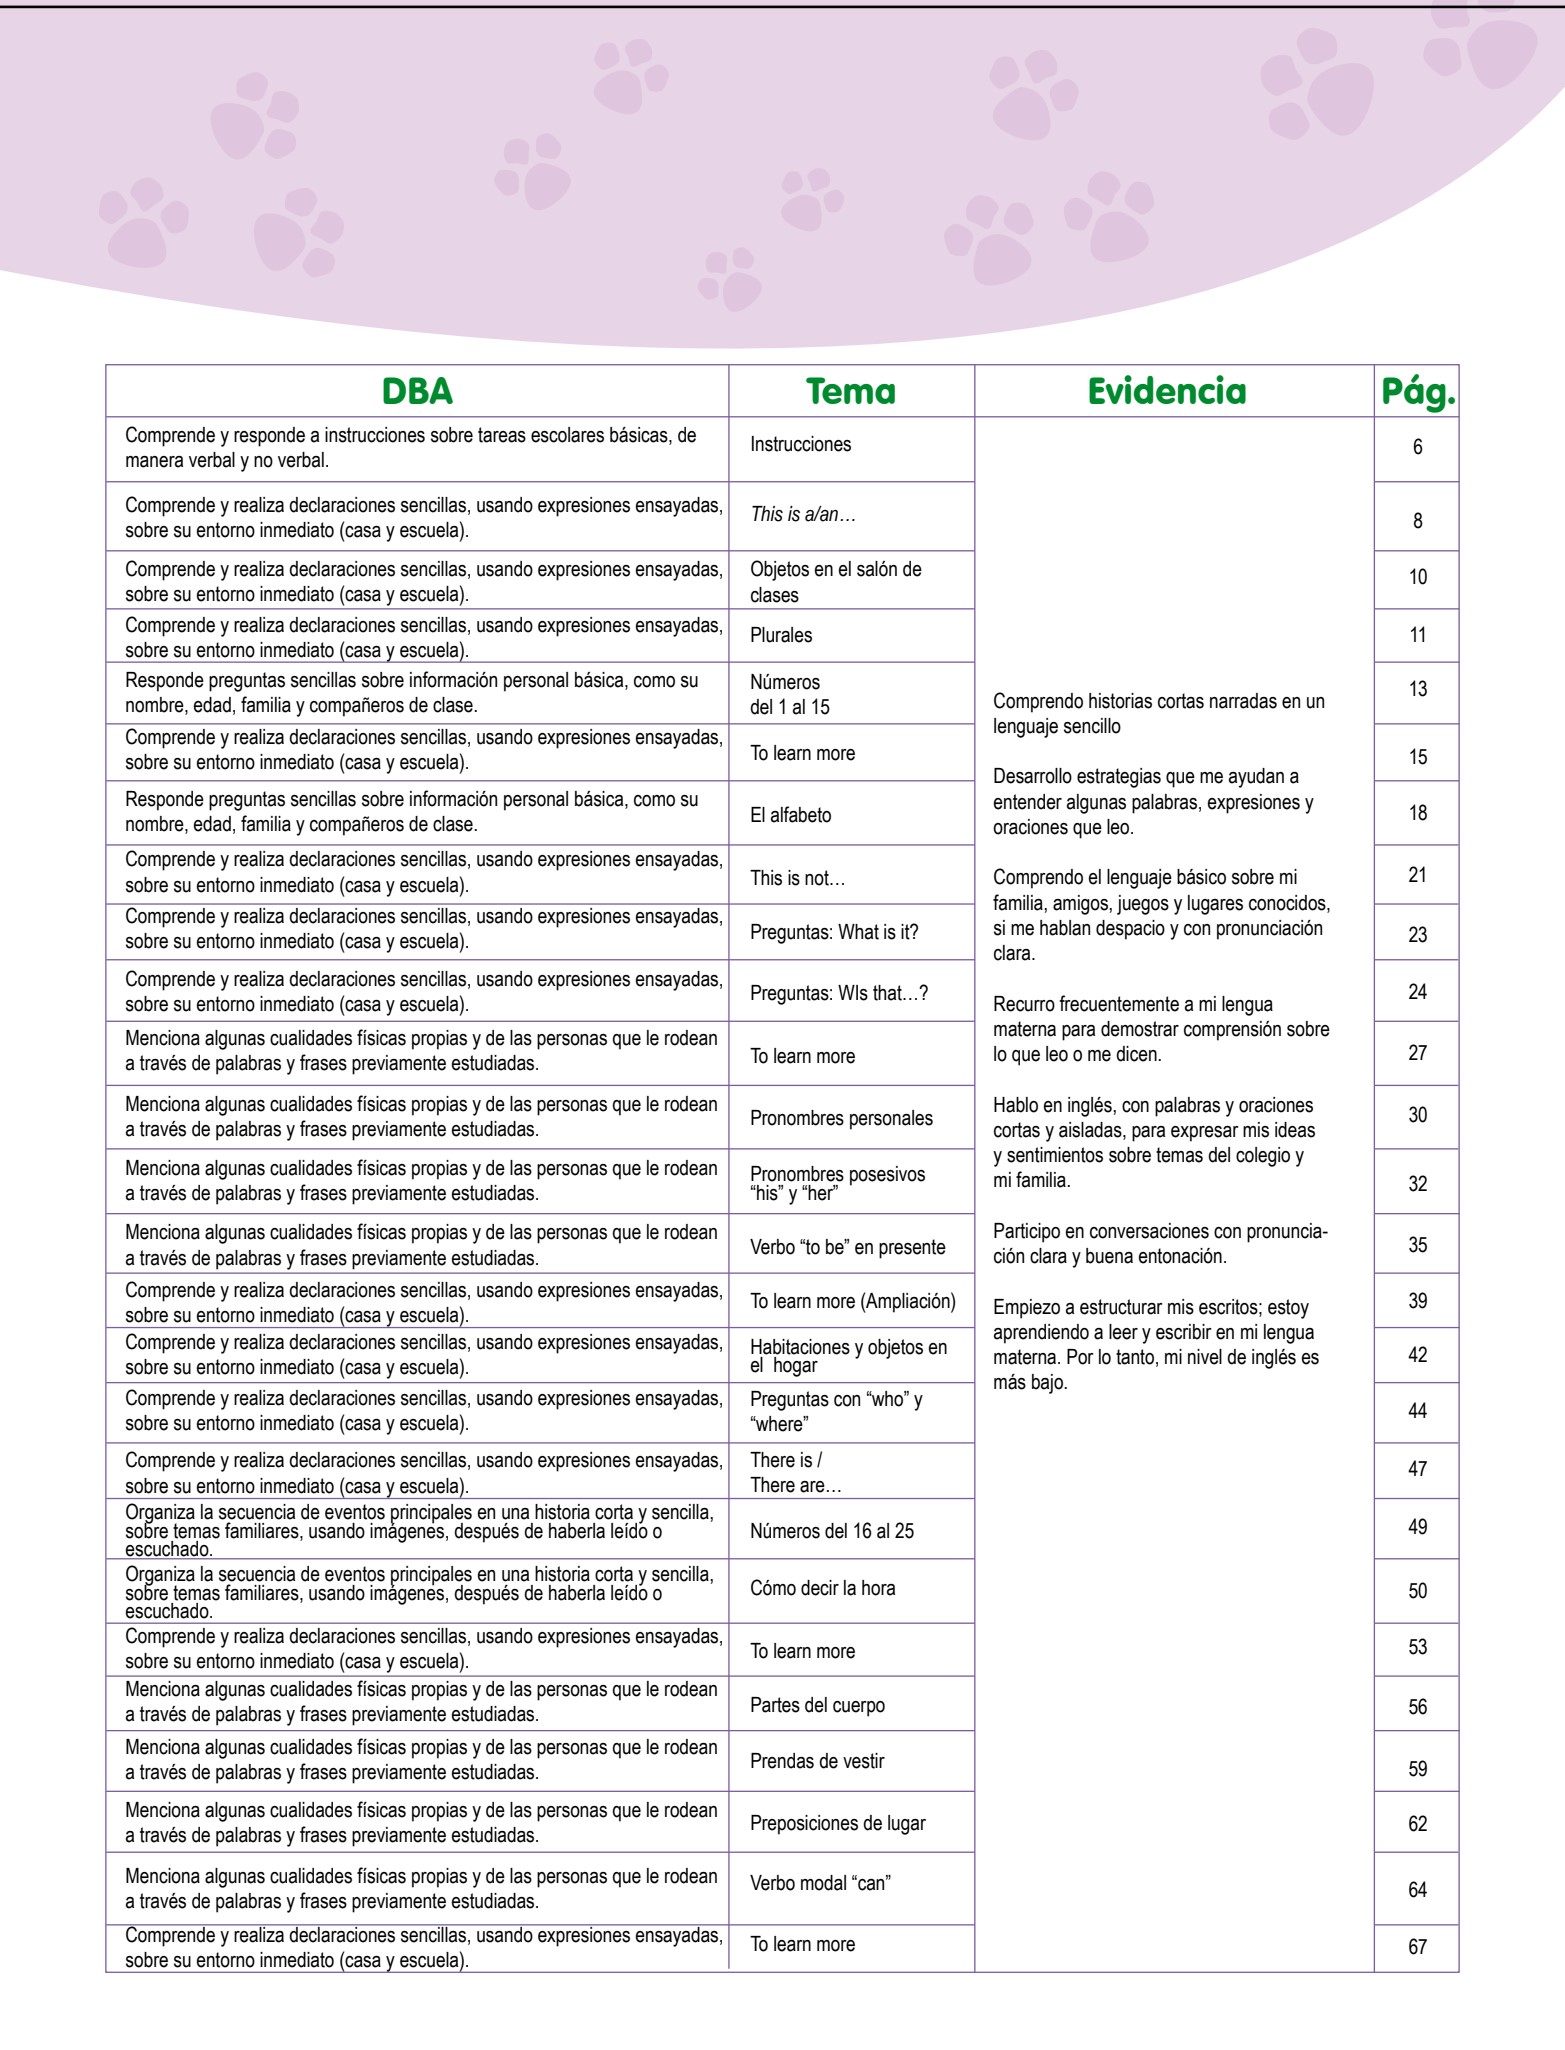 DBA
Tema
Evidencia
Pág.
Comprende y responde a instrucciones sobre tareas escolares básicas, de
manera verbal y no verbal.
Instrucciones
6
Comprende y realiza declaraciones sencillas, usando expresiones ensayadas,
sobre su entorno inmediato (casa y escuela).
This is a/an…
8
Comprende y realiza declaraciones sencillas, usando expresiones ensayadas,
sobre su entorno inmediato (casa y escuela).
Objetos en el salón de
clases
10
Comprende y realiza declaraciones sencillas, usando expresiones ensayadas,
sobre su entorno inmediato (casa y escuela).
Plurales
11
Responde preguntas sencillas sobre información personal básica, como su
nombre, edad, familia y compañeros de clase.
Números
del 1 al 15
13
Comprende y realiza declaraciones sencillas, usando expresiones ensayadas,
sobre su entorno inmediato (casa y escuela).
To learn more
15
Responde preguntas sencillas sobre información personal básica, como su
nombre, edad, familia y compañeros de clase.
El alfabeto
18
Comprende y realiza declaraciones sencillas, usando expresiones ensayadas,
sobre su entorno inmediato (casa y escuela).
This is not…
21
Comprende y realiza declaraciones sencillas, usando expresiones ensayadas,
sobre su entorno inmediato (casa y escuela).
Preguntas: What is it?
23
Comprende y realiza declaraciones sencillas, usando expresiones ensayadas,
sobre su entorno inmediato (casa y escuela).
Preguntas: WIs that…?
24
Menciona algunas cualidades físicas propias y de las personas que le rodean
a través de palabras y frases previamente estudiadas.
To learn more
27
Menciona algunas cualidades físicas propias y de las personas que le rodean
a través de palabras y frases previamente estudiadas.
Pronombres personales
30
Menciona algunas cualidades físicas propias y de las personas que le rodean
a través de palabras y frases previamente estudiadas.
Pronombres posesivos
“his” y “her”
32
Menciona algunas cualidades físicas propias y de las personas que le rodean
a través de palabras y frases previamente estudiadas.
Verbo “to be” en presente
35
Comprende y realiza declaraciones sencillas, usando expresiones ensayadas,
sobre su entorno inmediato (casa y escuela).
To learn more (Ampliación)
39
Comprende y realiza declaraciones sencillas, usando expresiones ensayadas,
sobre su entorno inmediato (casa y escuela).
Habitaciones y objetos en
el hogar
42
Comprende y realiza declaraciones sencillas, usando expresiones ensayadas,
sobre su entorno inmediato (casa y escuela).
Preguntas con “who” y
“where”
44
Comprende y realiza declaraciones sencillas, usando expresiones ensayadas,
sobre su entorno inmediato (casa y escuela).
There is /
There are…
47
Organiza la secuencia de eventos principales en una historia corta y sencilla,
sobre temas familiares, usando imágenes, después de haberla leído o
escuchado.
Números del 16 al 25
49
Organiza la secuencia de eventos principales en una historia corta y sencilla,
sobre temas familiares, usando imágenes, después de haberla leído o
escuchado.
Cómo decir la hora
50
Comprende y realiza declaraciones sencillas, usando expresiones ensayadas,
sobre su entorno inmediato (casa y escuela).
To learn more
53
Menciona algunas cualidades físicas propias y de las personas que le rodean
a través de palabras y frases previamente estudiadas.
Partes del cuerpo
56
Menciona algunas cualidades físicas propias y de las personas que le rodean
a través de palabras y frases previamente estudiadas.
Prendas de vestir
59
Menciona algunas cualidades físicas propias y de las personas que le rodean
a través de palabras y frases previamente estudiadas.
Preposiciones de lugar
62
Menciona algunas cualidades físicas propias y de las personas que le rodean
a través de palabras y frases previamente estudiadas.
Verbo modal “can”
64
Comprende y realiza declaraciones sencillas, usando expresiones ensayadas,
sobre su entorno inmediato (casa y escuela).
To learn more
67
Comprendo historias cortas narradas en un
lenguaje sencillo
Desarrollo estrategias que me ayudan a
entender algunas palabras, expresiones y
oraciones que leo.
Comprendo el lenguaje básico sobre mi
familia, amigos, juegos y lugares conocidos,
si me hablan despacio y con pronunciación
clara.
Recurro frecuentemente a mi lengua
materna para demostrar comprensión sobre
lo que leo o me dicen.
Hablo en inglés, con palabras y oraciones
cortas y aisladas, para expresar mis ideas
y sentimientos sobre temas del colegio y
mi familia.
Participo en conversaciones con pronuncia-
ción clara y buena entonación.
Empiezo a estructurar mis escritos; estoy
aprendiendo a leer y escribir en mi lengua
materna. Por lo tanto, mi nivel de inglés es
más bajo.